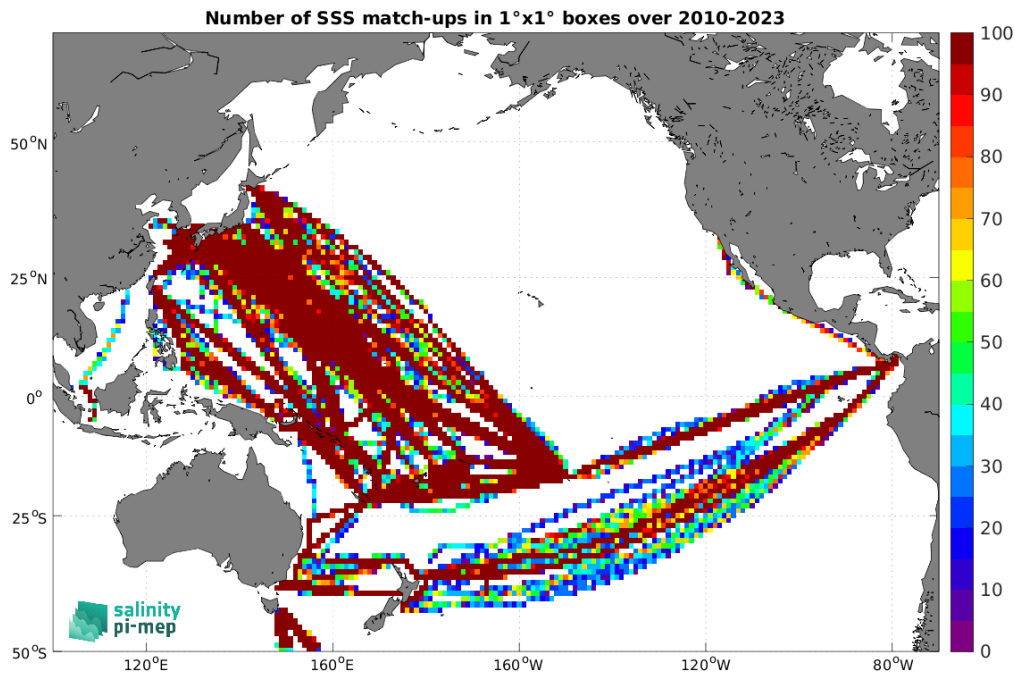 Number of SSS match-ups in 1°x1° boxes over 2010-2023
100
90
80
70
60
50
40
30
20
10
0
50°N
25°N
0°
25°S
50°S
120°E
160°E
160°W
120°W
80°W
salinity
pi-mep